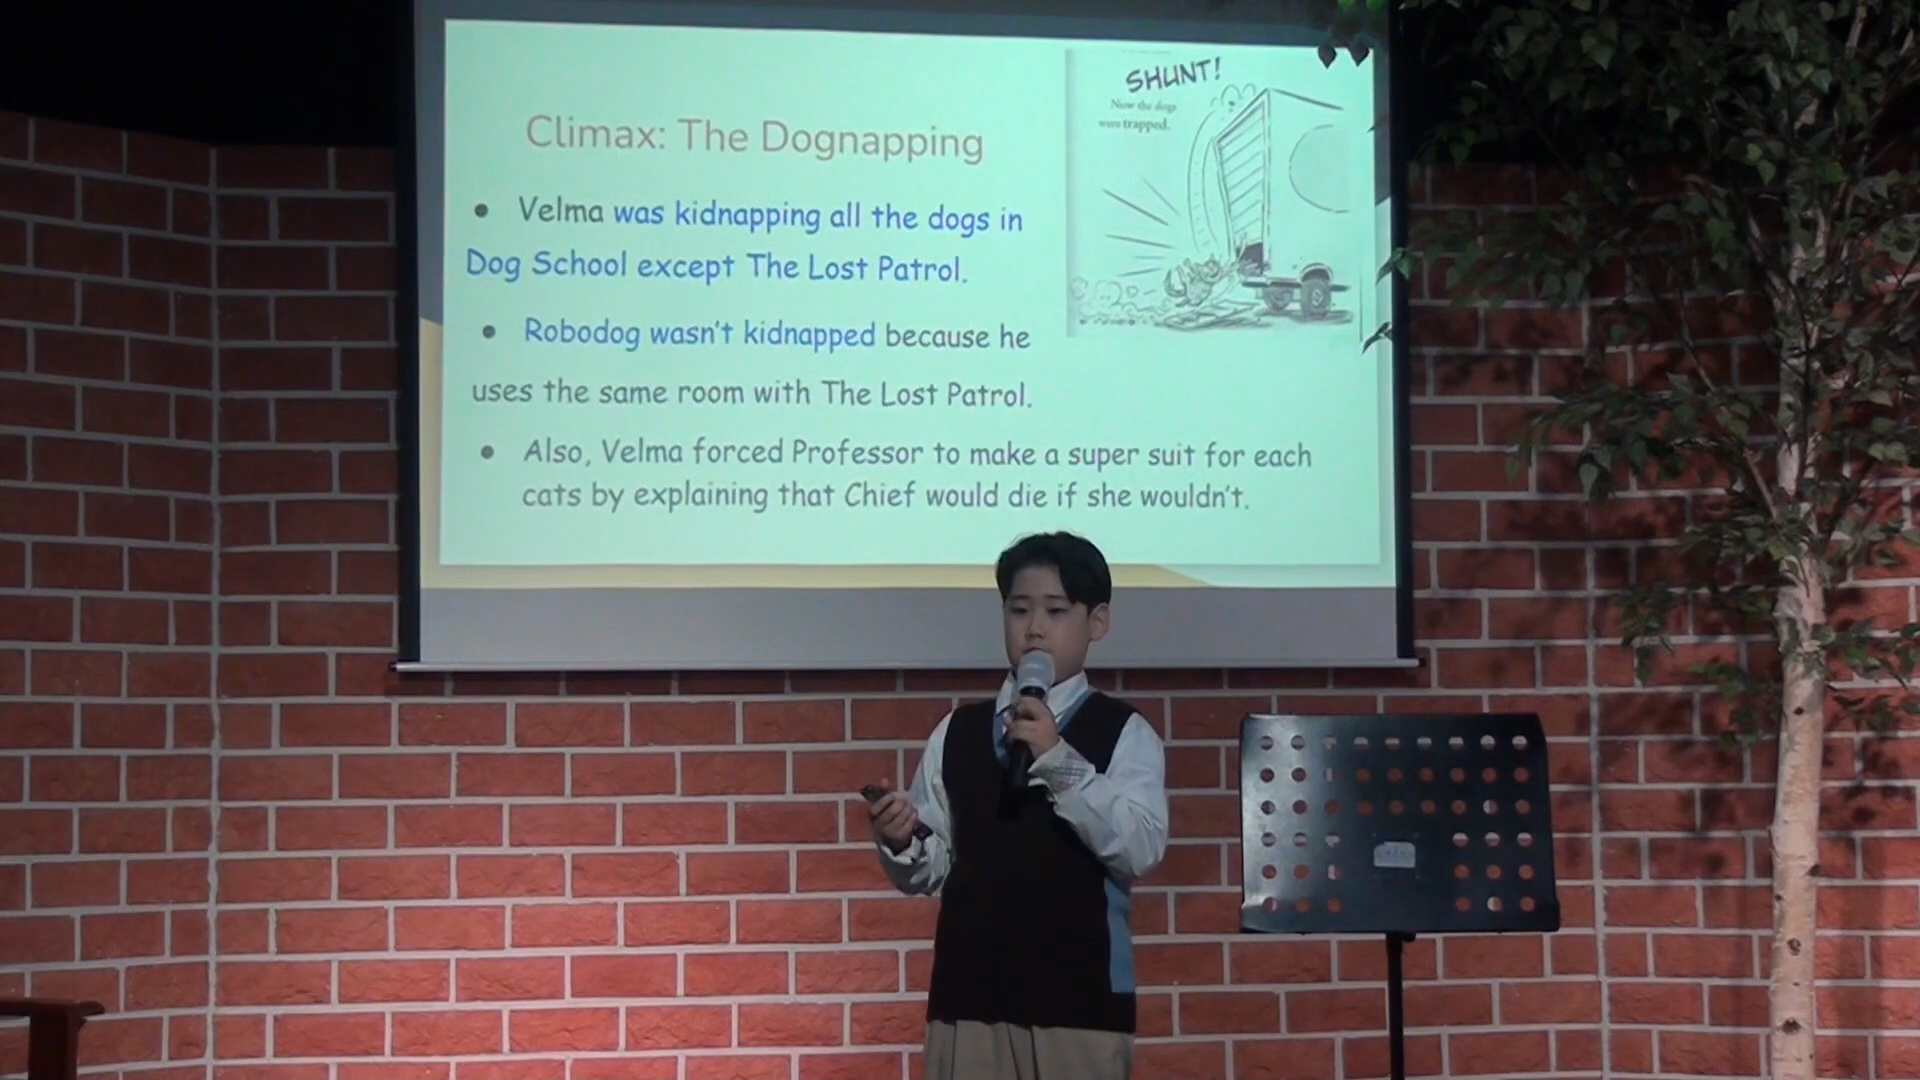 Climax: The Dognapping
• Velma was kidnapping all the dogs in
Dog School except The Lost Patrol.
• Robodog wasn't kidnapped because he
uses the same room with The Lost Patrol.
• Also, Velma forced Professor to make a super suit for each
cats by explaining that Chief would die if she wouldn't.
SHUNT!
Now the dogs
were trapped.